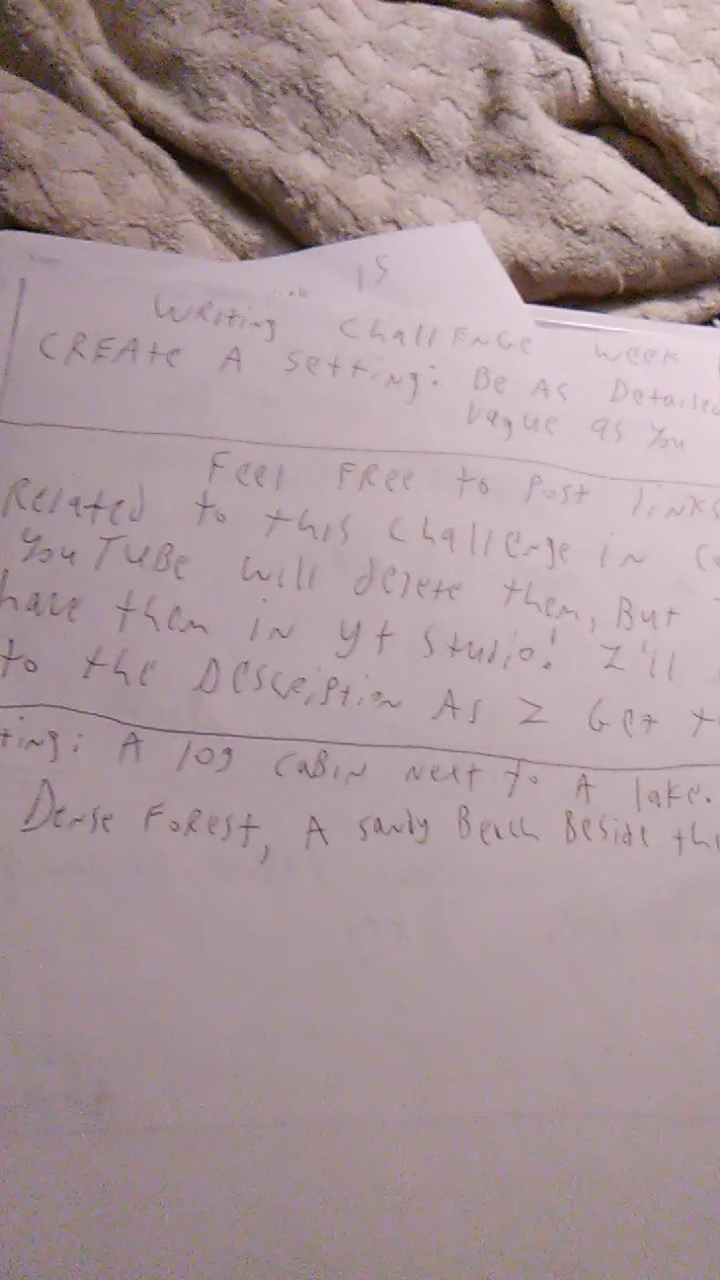 15
WRiting ChallENGE week
CREAte A setting: Be As Detailed
vague as You
Feel FREE to Post links
Related to this challenge in
YouTUBe will delete them, But
have them in yt studio! I'll
to the Description As I Get
ting: A log caBiN next to A lake.
Dense FoRest, A sandy Beach Beside the